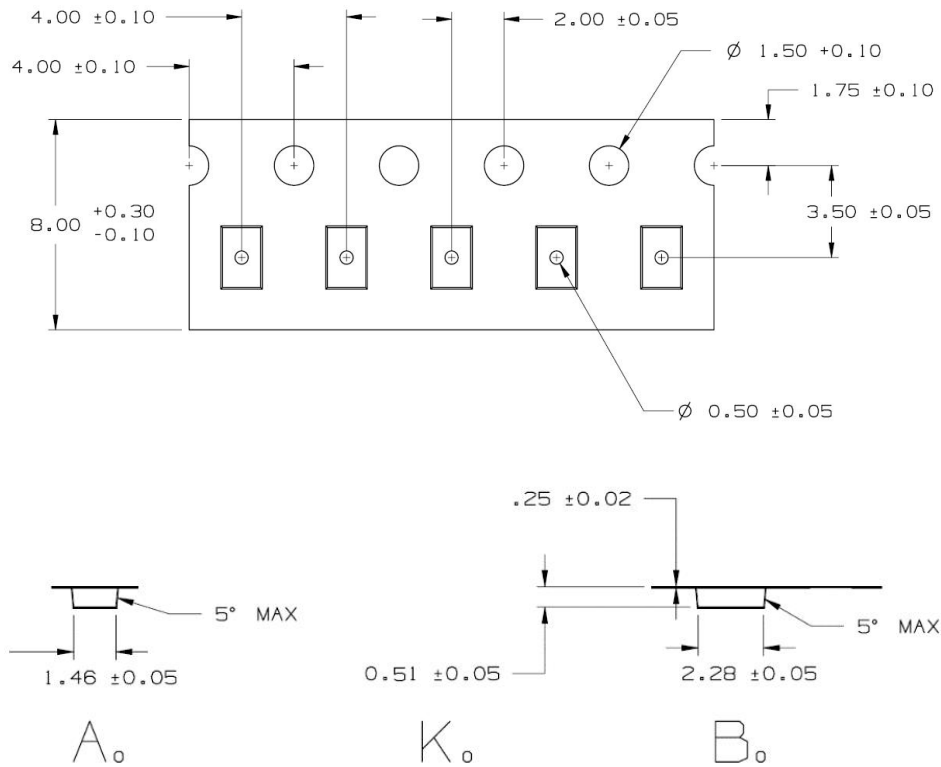 4.00 ±0.10
2.00 ±0.05
Ø 1.50 +0.10
4.00 ±0.10
1.75 ±0.10
8.00 +0.30
-0.10
3.50 ±0.05
Ø 0.50 ±0.05
.25 ±0.02
5° MAX
5° MAX
1.46 ±0.05
0.51 ±0.05
2.28 ±0.05
Ao
Ko
Bo